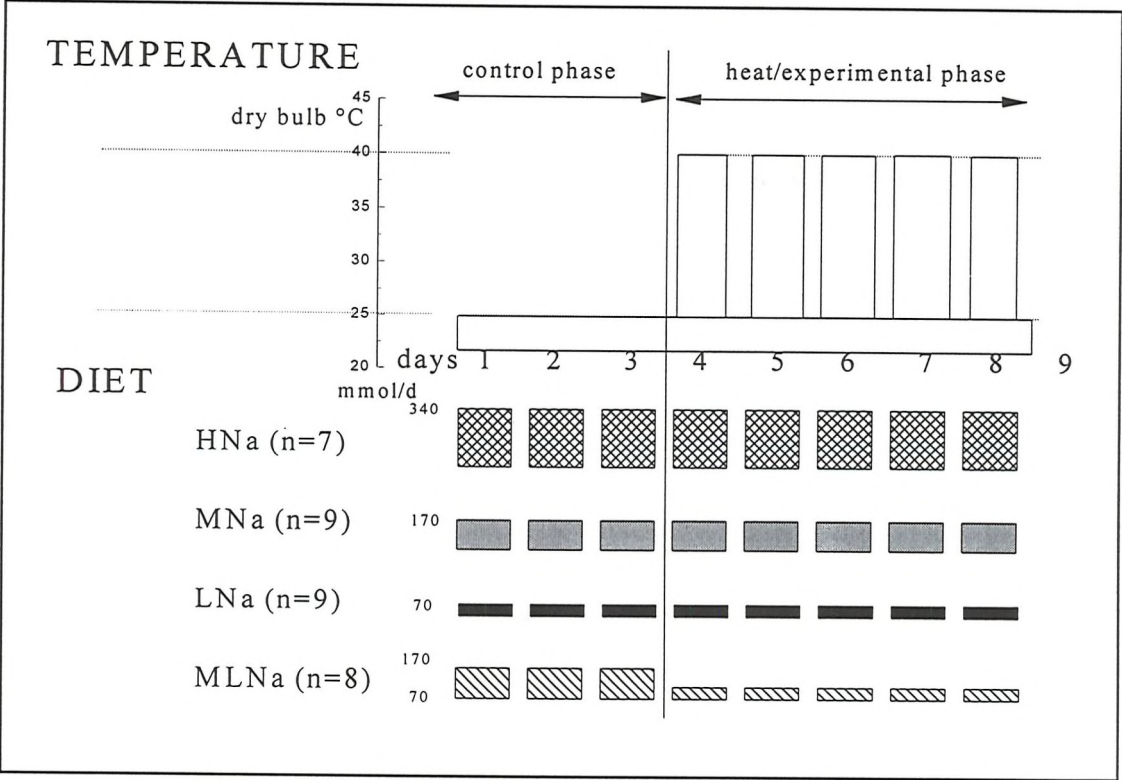 TEMPERATURE
control phase
heat/experimental phase
dry bulb °C
45
40
35
30
25
20
days 1 2 3 4 5 6 7 8 9
DIET
mmol/d
HNa (n=7)
340
MNa (n=9)
170
LNa (n=9)
70
MLNa (n=8)
170
70